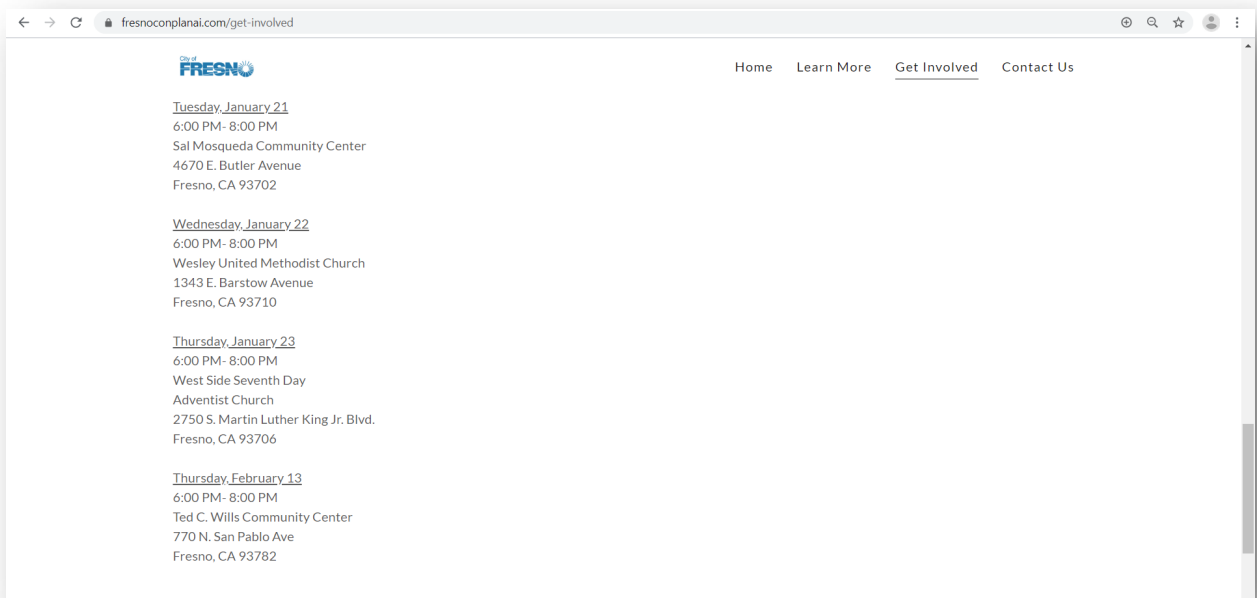 fresnoconplanai.com/get-involved
City of
FRESNO
Home Learn More Get Involved Contact Us
Tuesday, January 21
6:00 PM- 8:00 PM
Sal Mosqueda Community Center
4670 E. Butler Avenue
Fresno, CA 93702
Wednesday, January 22
6:00 PM- 8:00 PM
Wesley United Methodist Church
1343 E. Barstow Avenue
Fresno, CA 93710
Thursday, January 23
6:00 PM- 8:00 PM
West Side Seventh Day
Adventist Church
2750 S. Martin Luther King Jr. Blvd.
Fresno, CA 93706
Thursday, February 13
6:00 PM- 8:00 PM
Ted C. Wills Community Center
770 N. San Pablo Ave
Fresno, CA 93782